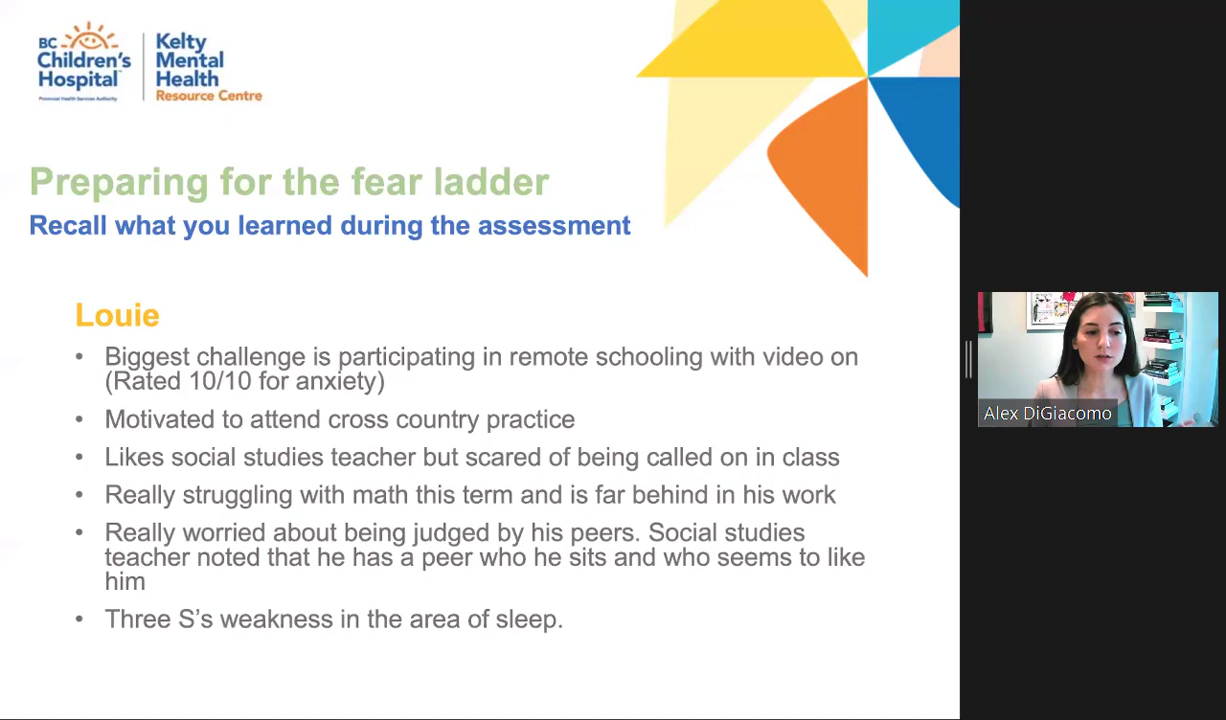 BC
Children's
Hospital
Provincial Health Services Authority
Kelty
Mental
Health
Resource Centre
Preparing for the fear ladder
Recall what you learned during the assessment
Louie
• Biggest challenge is participating in remote schooling with video on
(Rated 10/10 for anxiety)
• Motivated to attend cross country practice
• Likes social studies teacher but scared of being called on in class
• Really struggling with math this term and is far behind in his work
• Really worried about being judged by his peers. Social studies
teacher noted that he has a peer who he sits and who seems to like
him
• Three S's weakness in the area of sleep.
Alex DiGiacomo